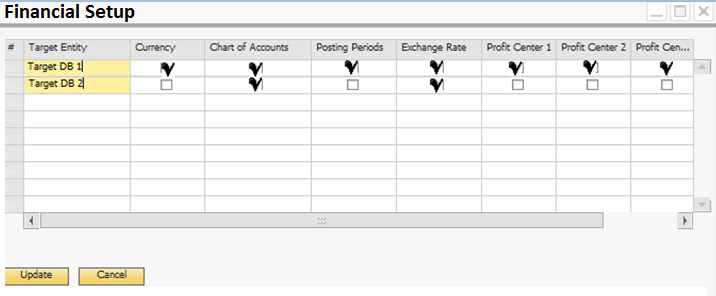 Financial Setup
# Target Entity Currency Chart of Accounts Posting Periods Exchange Rate Profit Center 1 Profit Center 2 Profit Cen...
Target DB 1
Target DB 2
Update Cancel